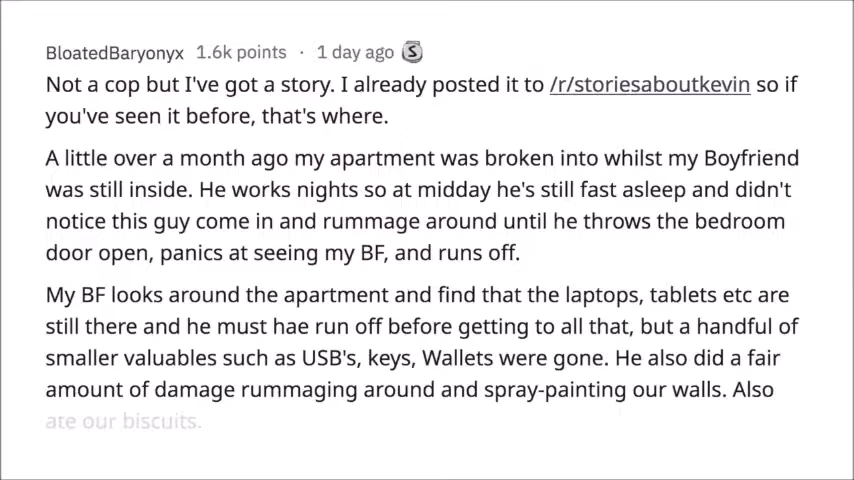 BloatedBaryonyx 1.6k points · 1 day ago S
Not a cop but I've got a story. I already posted it to /r/storiesaboutkevin so if
you've seen it before, that's where.
A little over a month ago my apartment was broken into whilst my Boyfriend
was still inside. He works nights so at midday he's still fast asleep and didn't
notice this guy come in and rummage around until he throws the bedroom
door open, panics at seeing my BF, and runs off.
My BF looks around the apartment and find that the laptops, tablets etc are
still there and he must hae run off before getting to all that, but a handful of
smaller valuables such as USB's, keys, Wallets were gone. He also did a fair
amount of damage rummaging around and spray-painting our walls. Also
ate our biscuits.